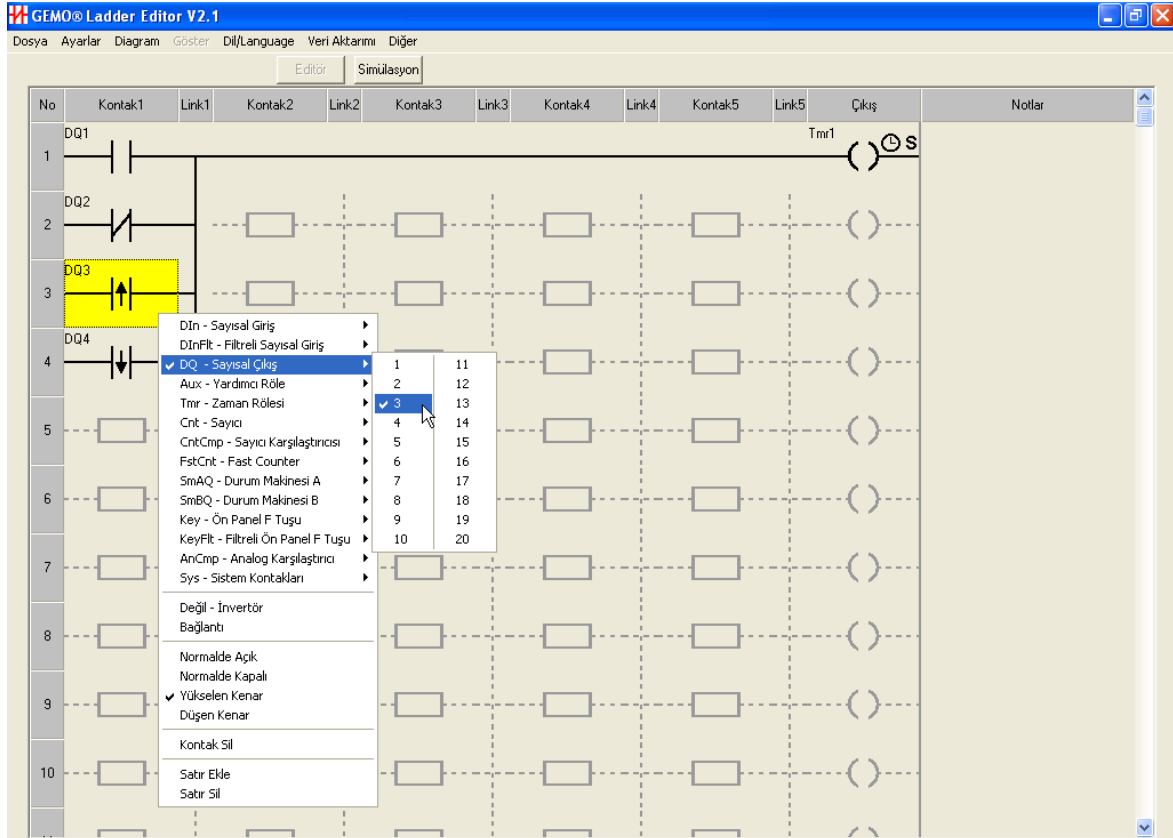 GEMO® Ladder Editor V2.1
Dosya Ayarlar Diagram Göster Dil/Language Veri Aktarımı Diğer
Editör Simülasyon
No Kontak1 Link1 Kontak2 Link2 Kontak3 Link3 Kontak4 Link4 Kontak5 Link5 Çıkış Notlar
DQ1 Tmr1
1 S
DQ2
2
DQ3
3
DQ4
4
5
6
7
8
9
10
DIn - Sayısal Giriş
DInFlt - Filtreli Sayısal Giriş
DQ - Sayısal Çıkış
Aux - Yardımcı Röle
Tmr - Zaman Rölesi
Cnt - Sayıcı
CntCmp - Sayıcı Karşılaştırıcısı
FstCnt - Fast Counter
SmAQ - Durum Makinesi A
SmBQ - Durum Makinesi B
Key - Ön Panel F Tuşu
KeyFlt - Filtreli Ön Panel F Tuşu
AnCmp - Analog Karşılaştırıcı
Sys - Sistem Kontakları
Değil - İnvertör
Bağlantı
Normalde Açık
Normalde Kapalı
Yükselen Kenar
Düşen Kenar
Kontak Sil
Satır Ekle
Satır Sil
1 11
2 12
3 13
4 14
5 15
6 16
7 17
8 18
9 19
10 20